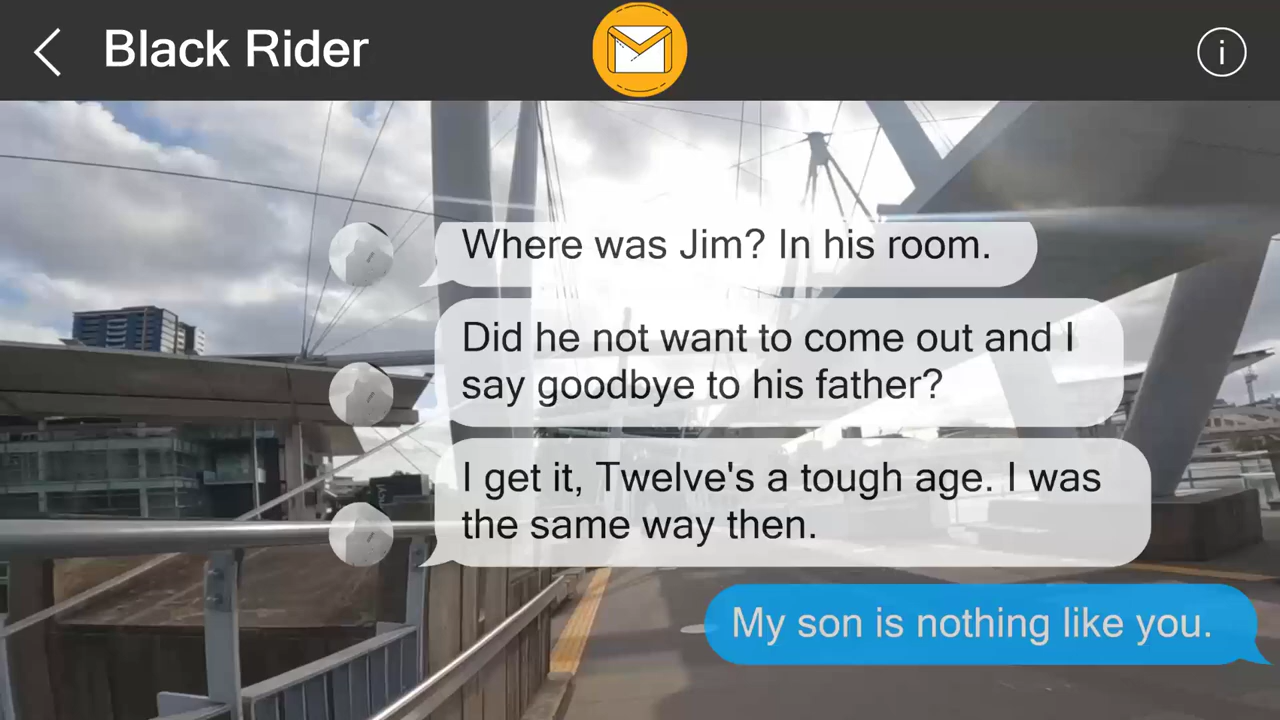 Black Rider
i
Where was Jim? In his room.
Did he not want to come out and I
say goodbye to his father?
I get it, Twelve's a tough age. I was
the same way then.
My son is nothing like you.